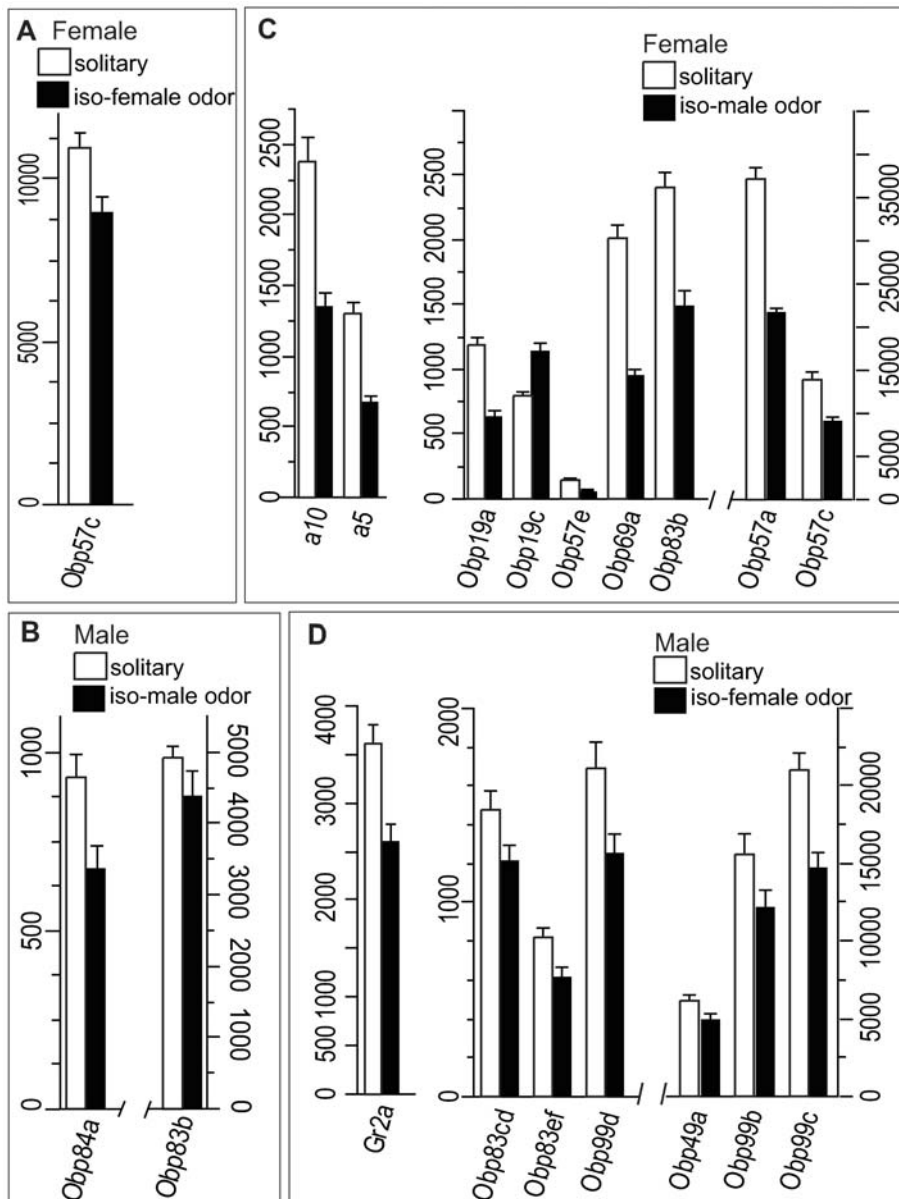 A
Female
solitary
iso-female odor
10000
5000
0
Obp57c
C
Female
solitary
iso-male odor
2500
2000
1500
1000
500
0
a10
a5
3000
2500
2000
1500
1000
500
0
Obp19a
Obp19c
Obp57e
Obp69a
Obp83b
Obp57a
Obp57c
35000
25000
15000
5000
0
B
Male
solitary
iso-male odor
1000
500
0
Obp84a
Obp83b
5000
4000
3000
2000
1000
0
D
Male
solitary
iso-female odor
4000
3000
2000
1000
500
0
Gr2a
2000
1000
0
Obp83cd
Obp83ef
Obp99d
Obp49a
Obp99b
Obp99c
20000
15000
10000
5000
0